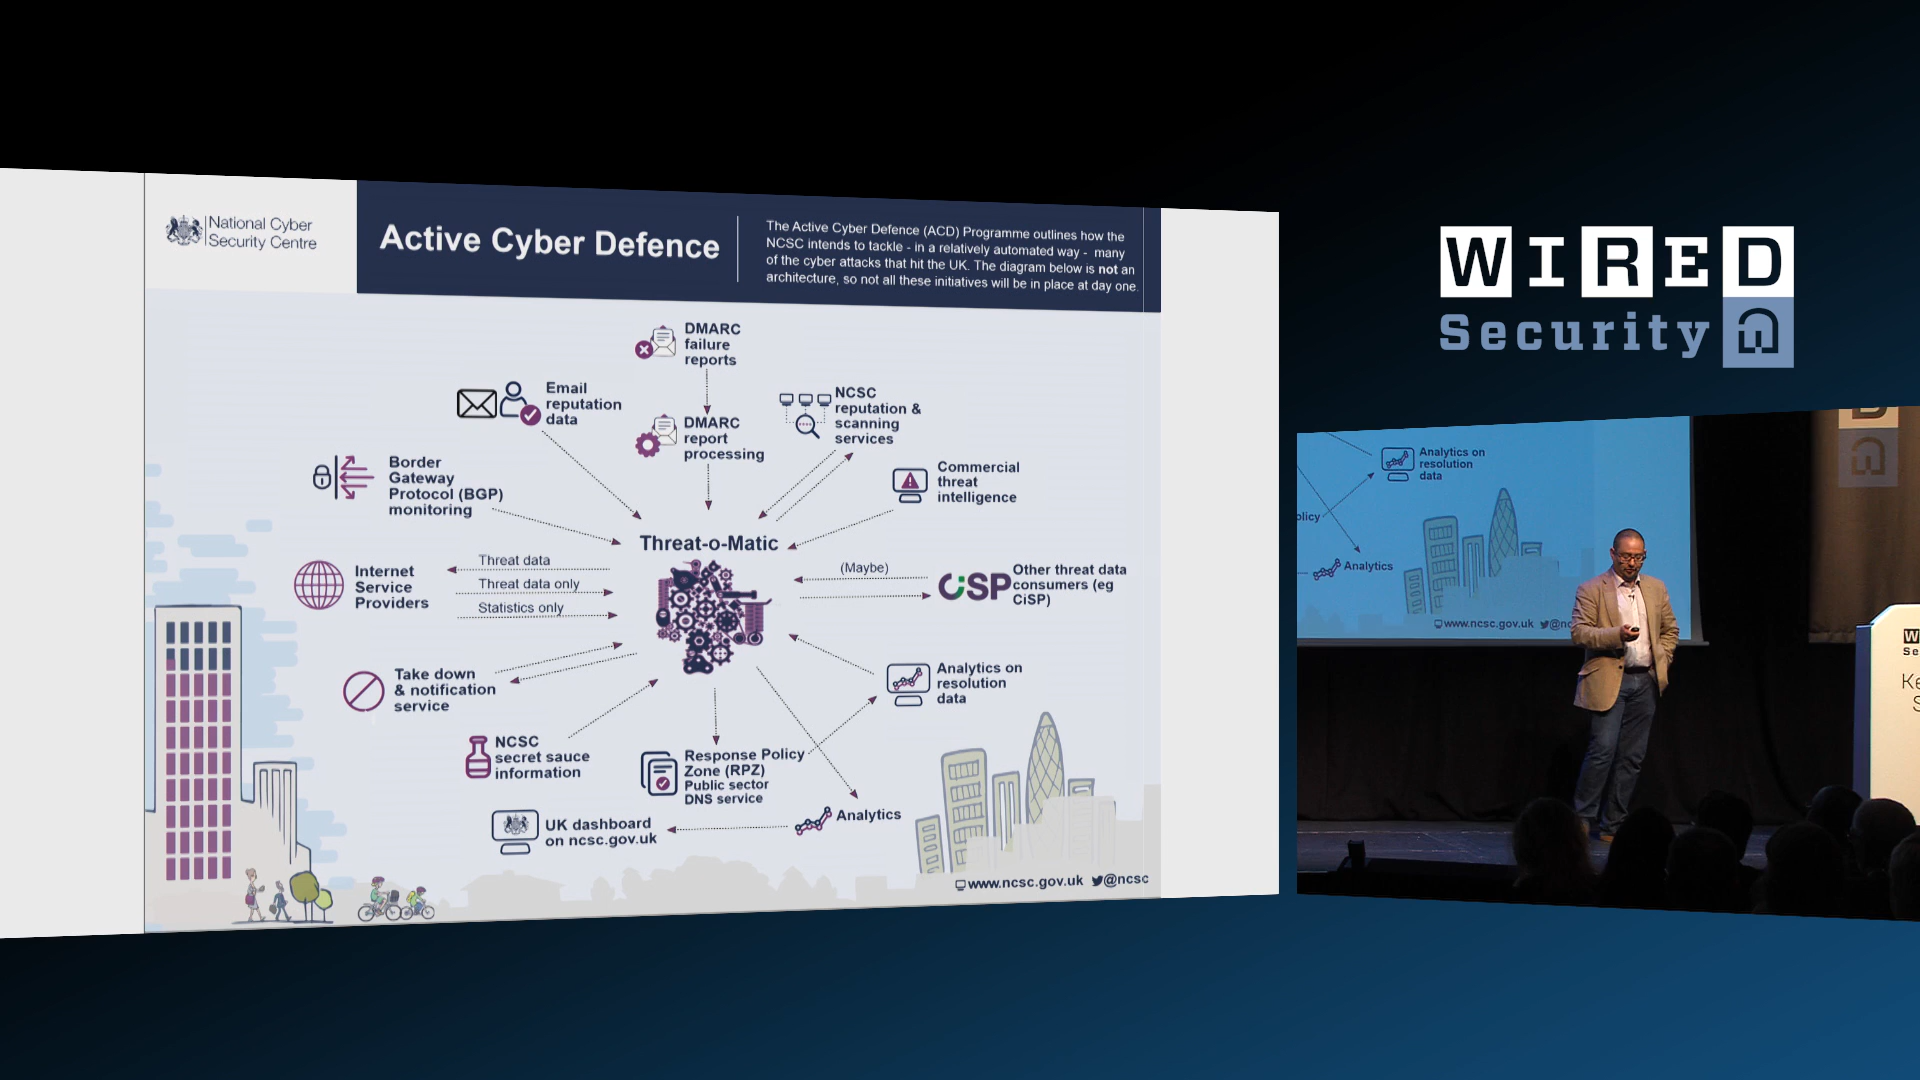 National Cyber
Security Centre
Active Cyber Defence
The Active Cyber Defence (ACD) Programme outlines how the
NCSC intends to tackle - in a relatively automated way - many
of the cyber attacks that hit the UK. The diagram below is not an
architecture, so not all these initiatives will be in place at day one.
DMARC
failure
reports
Email
reputation
data
DMARC
report
processing
NCSC
reputation &
scanning
services
Border
Gateway
Protocol (BGP)
monitoring
Commercial
threat
intelligence
Threat-o-Matic
Internet
Service
Providers
Threat data
Threat data only
Statistics only
(Maybe)
CiSP
Other threat data
consumers (eg
CiSP)
Take down
& notification
service
Analytics on
resolution
data
NCSC
secret sauce
information
Response Policy
Zone (RPZ)
Public sector
DNS service
UK dashboard
on ncsc.gov.uk
Analytics
www.ncsc.gov.uk @ncsc
WIRED
Security
Analytics on
resolution
data
olicy
Analytics
www.ncsc.gov.uk @nc
D
W
Se
Ke
S